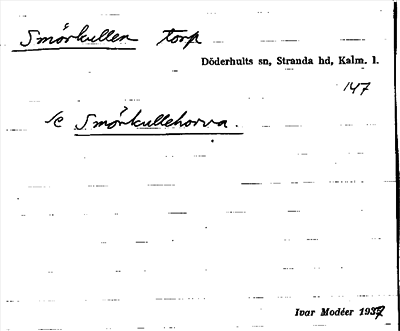 Smörkullen torp
Döderhults sn, Stranda hd, Kalm. l.
147
se Smörkullehorva.
Ivar Modéer 1937